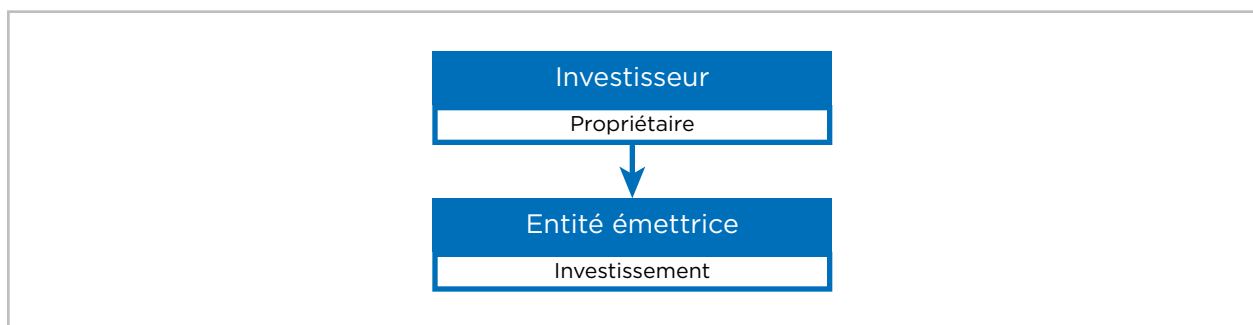 Investisseur
Propriétaire
Entité émettrice
Investissement